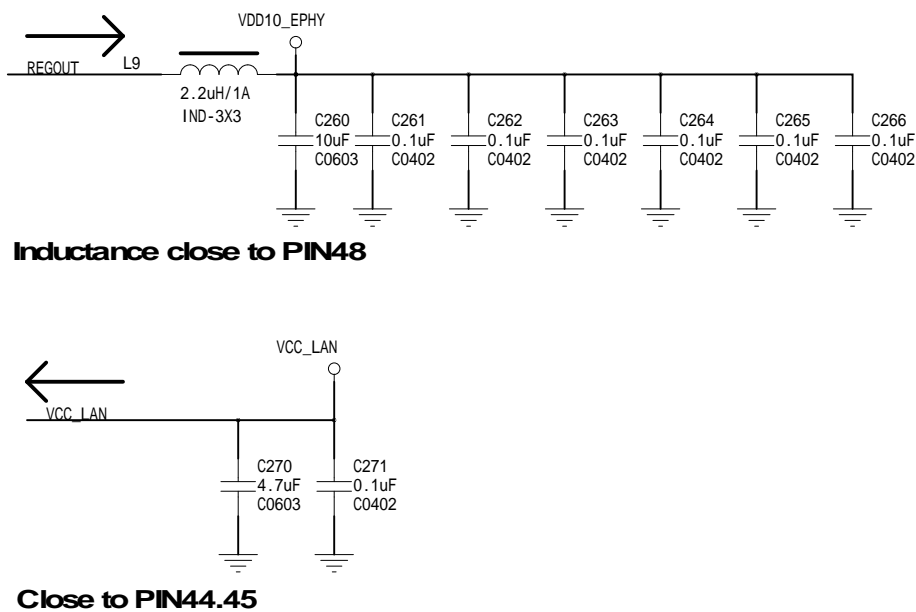 VDD10_EPHY
REGOUT
L9
2.2uH/1A
IND-3X3
C260
10uF
C0603
C261
0.1uF
C0402
C262
0.1uF
C0402
C263
0.1uF
C0402
C264
0.1uF
C0402
C265
0.1uF
C0402
C266
0.1uF
C0402
Inductance close to PIN48
VCC_LAN
VCC_LAN
C270
4.7uF
C0603
C271
0.1uF
C0402
Close to PIN44.45